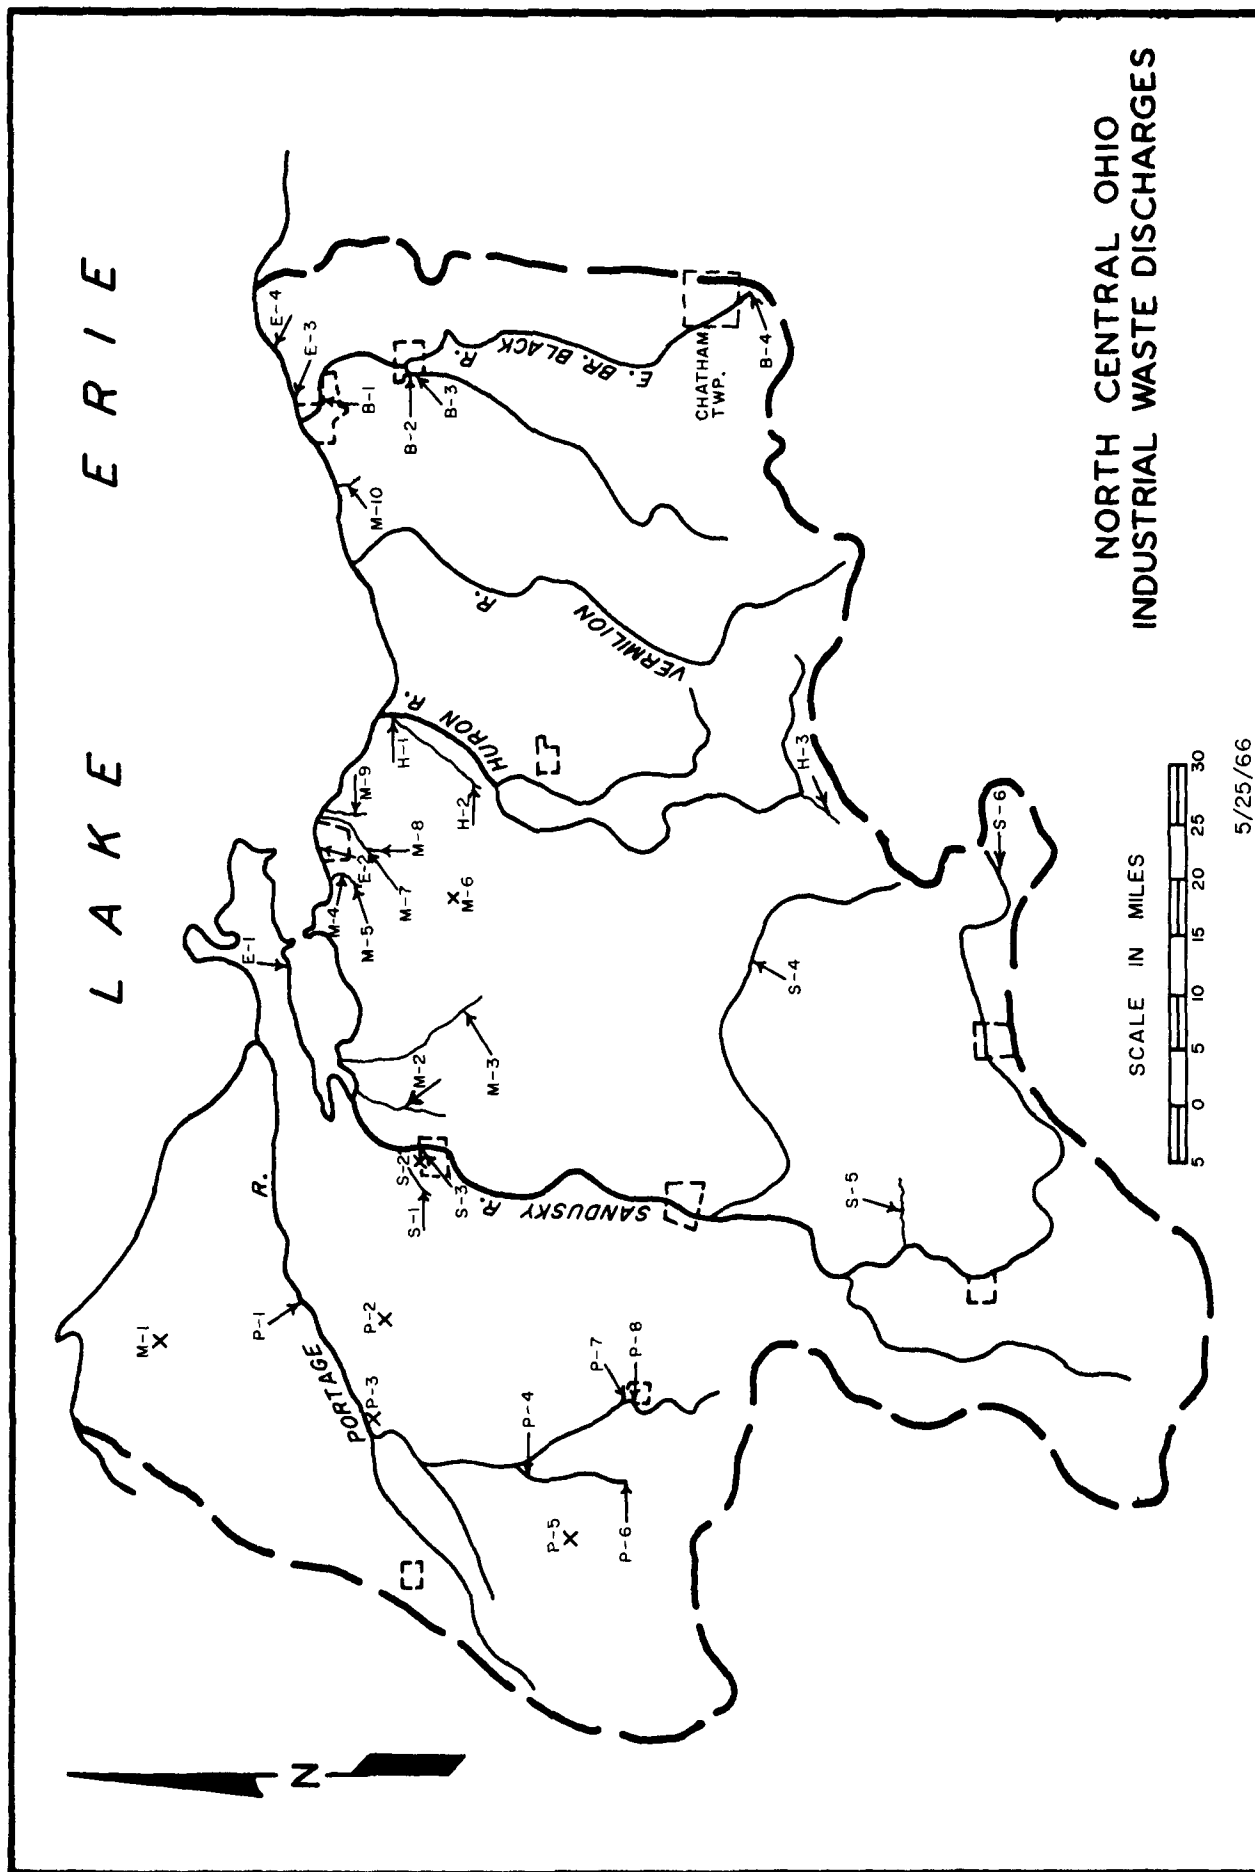 LAKE ERIE
M-1
P-1
PORTAGE R.
P-2
P-3
P-4
P-5
P-6
P-7
P-8
S-1
S-2
S-3
SANDUSKY R.
S-4
S-5
S-6
M-2
M-3
E-1
M-4
M-5
E-2
M-6
M-7
M-8
M-9
H-1
H-2
HURON R.
H-3
VERMILION R.
M-10
E-3
E-4
B-1
B-2
B-3
E. BR. BLACK R.
CHATHAM
TWP.
B-4
N
NORTH CENTRAL OHIO
INDUSTRIAL WASTE DISCHARGES
SCALE IN MILES
5 0 5 10 15 20 25 30
5/25/66